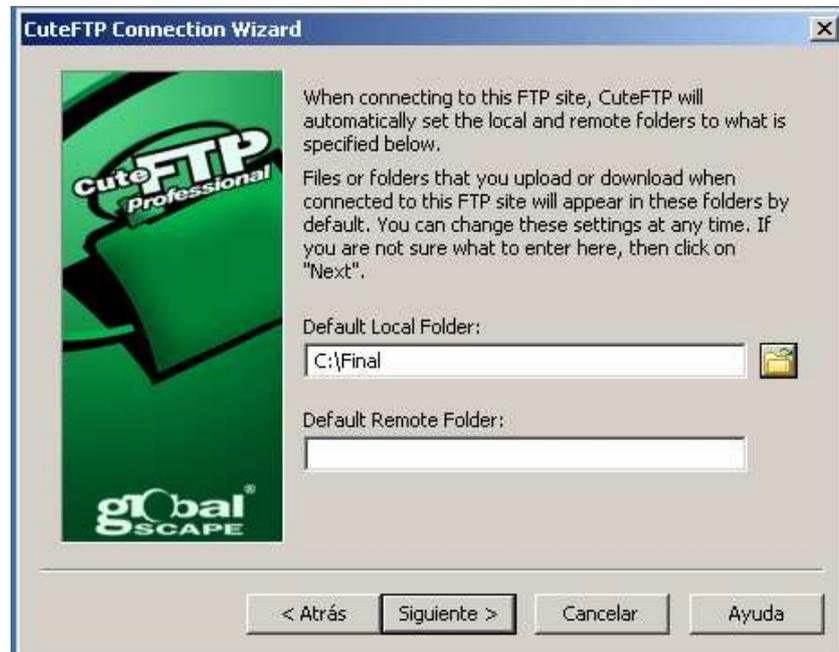 CuteFTP Connection Wizard
When connecting to this FTP site, CuteFTP will
automatically set the local and remote folders to what is
specified below.
Files or folders that you upload or download when
connected to this FTP site will appear in these folders by
default. You can change these settings at any time. If
you are not sure what to enter here, then click on
"Next".
cuteFTP
Professional
Default Local Folder:
C:\Final
Default Remote Folder:
globalSCAPE®
< Atrás
Siguiente >
Cancelar
Ayuda